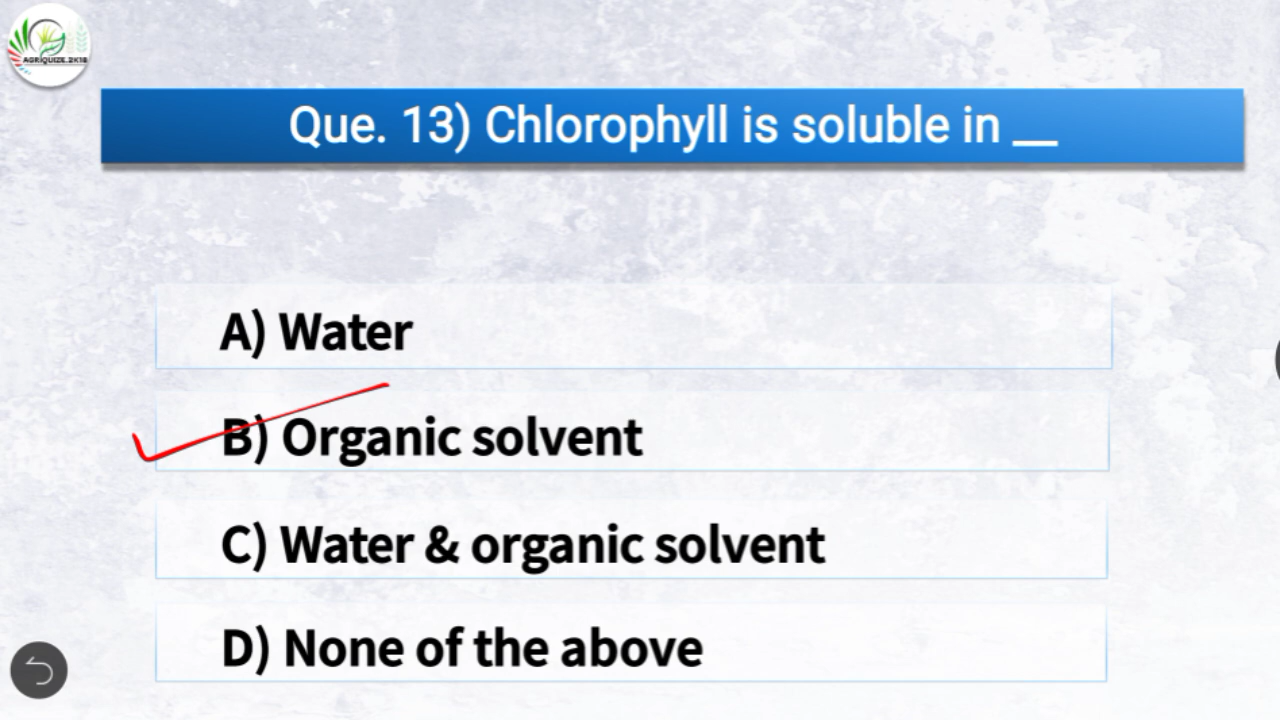 AGRIQUIZE.2K18
Que. 13) Chlorophyll is soluble in __
A) Water
B) Organic solvent
C) Water & organic solvent
D) None of the above